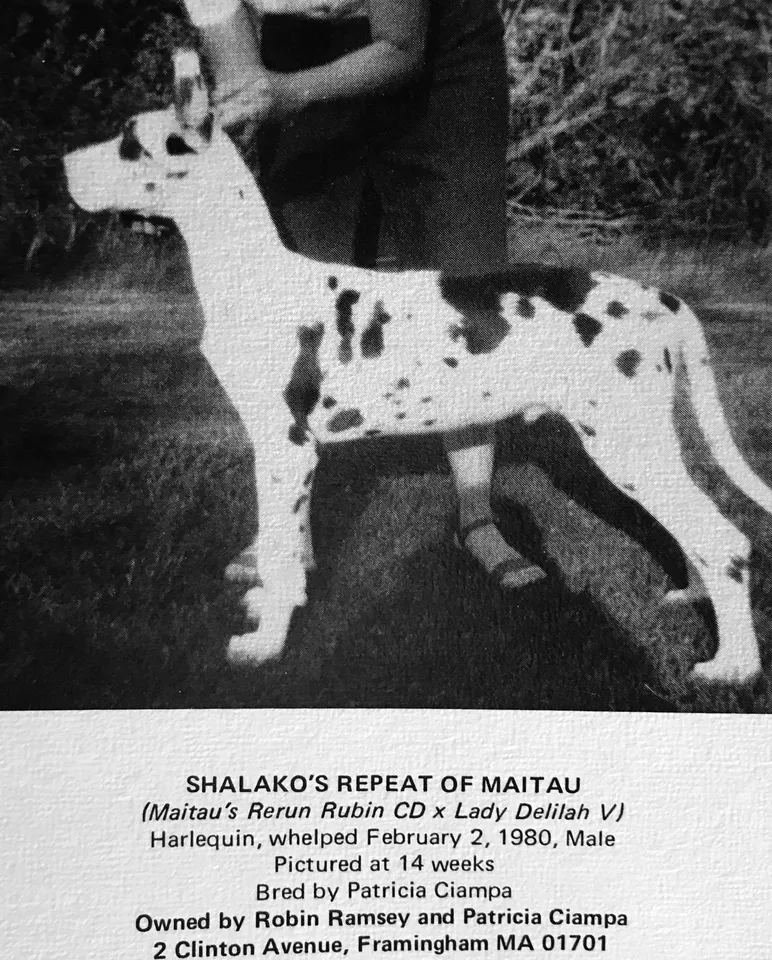 SHALAKO'S REPEAT OF MAITAU
(Maitau's Rerun Rubin CD x Lady Delilah V)
Harlequin, whelped February 2, 1980, Male
Pictured at 14 weeks
Bred by Patricia Ciampa
Owned by Robin Ramsey and Patricia Ciampa
2 Clinton Avenue, Framingham MA 01701